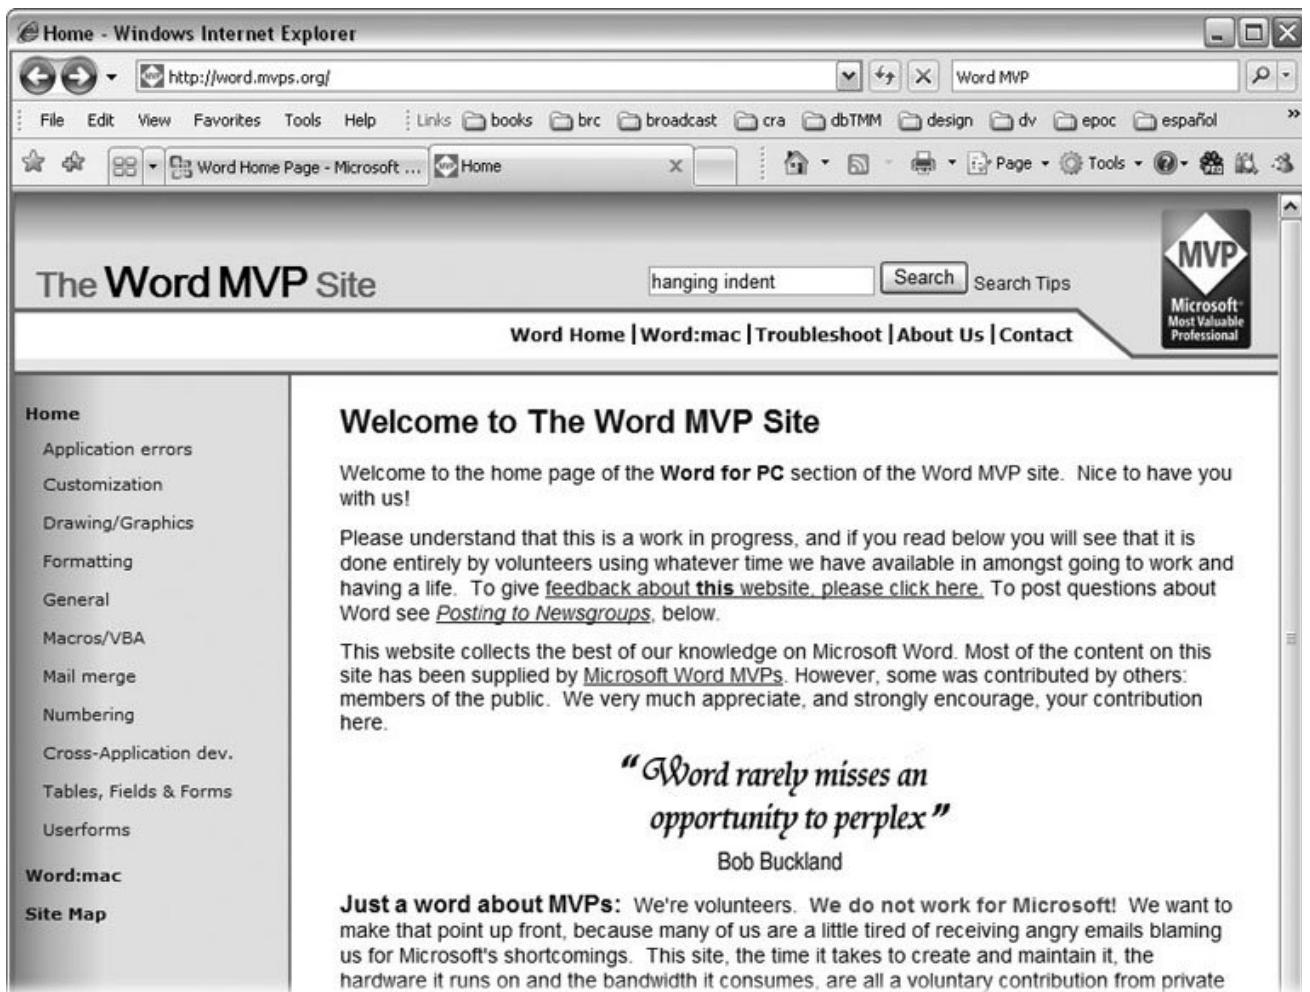 Home - Windows Internet Explorer
http://word.mvps.org/
Word MVP
File Edit View Favorites Tools Help Links books brc broadcast cra dbTMM design dv epoc español »
Word Home Page - Microsoft ... Home Page Tools
The Word MVP Site
hanging indent Search Search Tips
MVP
Microsoft
Most Valuable
Professional
Word Home | Word:mac | Troubleshoot | About Us | Contact
Home
Application errors
Customization
Drawing/Graphics
Formatting
General
Macros/VBA
Mail merge
Numbering
Cross-Application dev.
Tables, Fields & Forms
Userforms
Word:mac
Site Map
Welcome to The Word MVP Site
Welcome to the home page of the Word for PC section of the Word MVP site. Nice to have you
with us!
Please understand that this is a work in progress, and if you read below you will see that it is
done entirely by volunteers using whatever time we have available in amongst going to work and
having a life. To give feedback about this website, please click here. To post questions about
Word see Posting to Newsgroups, below.
This website collects the best of our knowledge on Microsoft Word. Most of the content on this
site has been supplied by Microsoft Word MVPs. However, some was contributed by others:
members of the public. We very much appreciate, and strongly encourage, your contribution
here.
“Word rarely misses an
opportunity to perplex”
Bob Buckland
Just a word about MVPs: We're volunteers. We do not work for Microsoft! We want to
make that point up front, because many of us are a little tired of receiving angry emails blaming
us for Microsoft's shortcomings. This site, the time it takes to create and maintain it, the
hardware it runs on and the bandwidth it consumes, are all a voluntary contribution from private